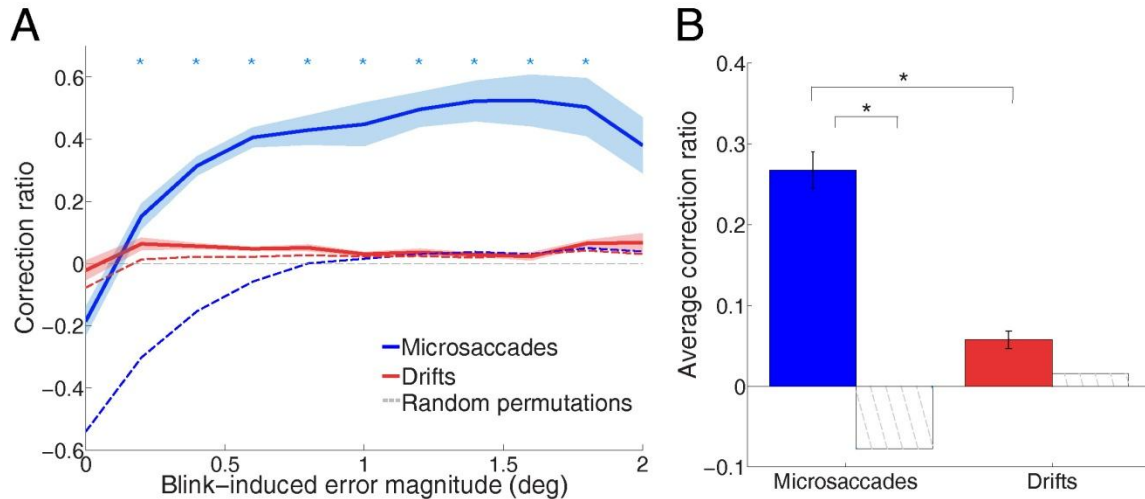 A
Correction ratio
0.6
0.4
0.2
0
−0.2
−0.4
−0.6
* * * * * * * * *
Microsaccades
Drifts
Random permutations
0 0.5 1 1.5 2
Blink−induced error magnitude (deg)
B
Average correction ratio
0.4
0.3
0.2
0.1
0
−0.1
*
*
Microsaccades Drifts